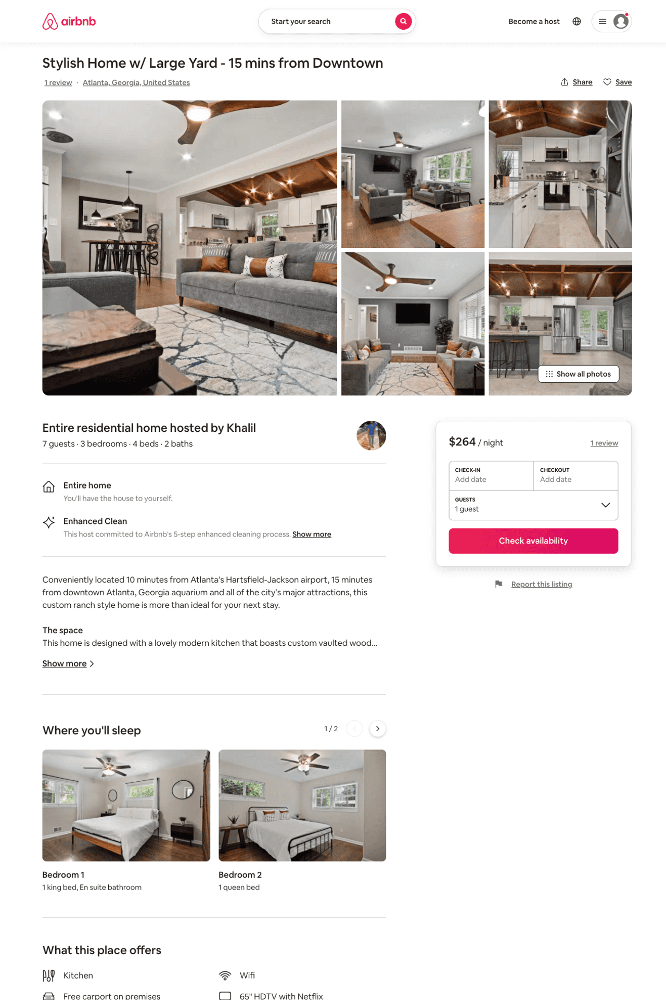 airbnb
Start your search
Become a host
Stylish Home w/ Large Yard - 15 mins from Downtown
1 review · Atlanta, Georgia, United States
Share
Save
Show all photos
Entire residential home hosted by Khalil
7 guests · 3 bedrooms · 4 beds · 2 baths
$264 / night
1 review
CHECK-IN
Add date
CHECKOUT
Add date
GUESTS
1 guest
Check availability
Report this listing
Entire home
You’ll have the house to yourself.
Enhanced Clean
This host committed to Airbnb's 5-step enhanced cleaning process. Show more
Conveniently located 10 minutes from Atlanta’s Hartsfield-Jackson airport, 15 minutes
from downtown Atlanta, Georgia aquarium and all of the city’s major attractions, this
custom ranch style home is more than ideal for your next stay.
The space
This home is designed with a lovely modern kitchen that boasts custom vaulted wood...
Show more
Where you'll sleep
1 / 2
Bedroom 1
1 king bed, En suite bathroom
Bedroom 2
1 queen bed
What this place offers
Kitchen
Wifi
Free carport on premises
65" HDTV with Netflix